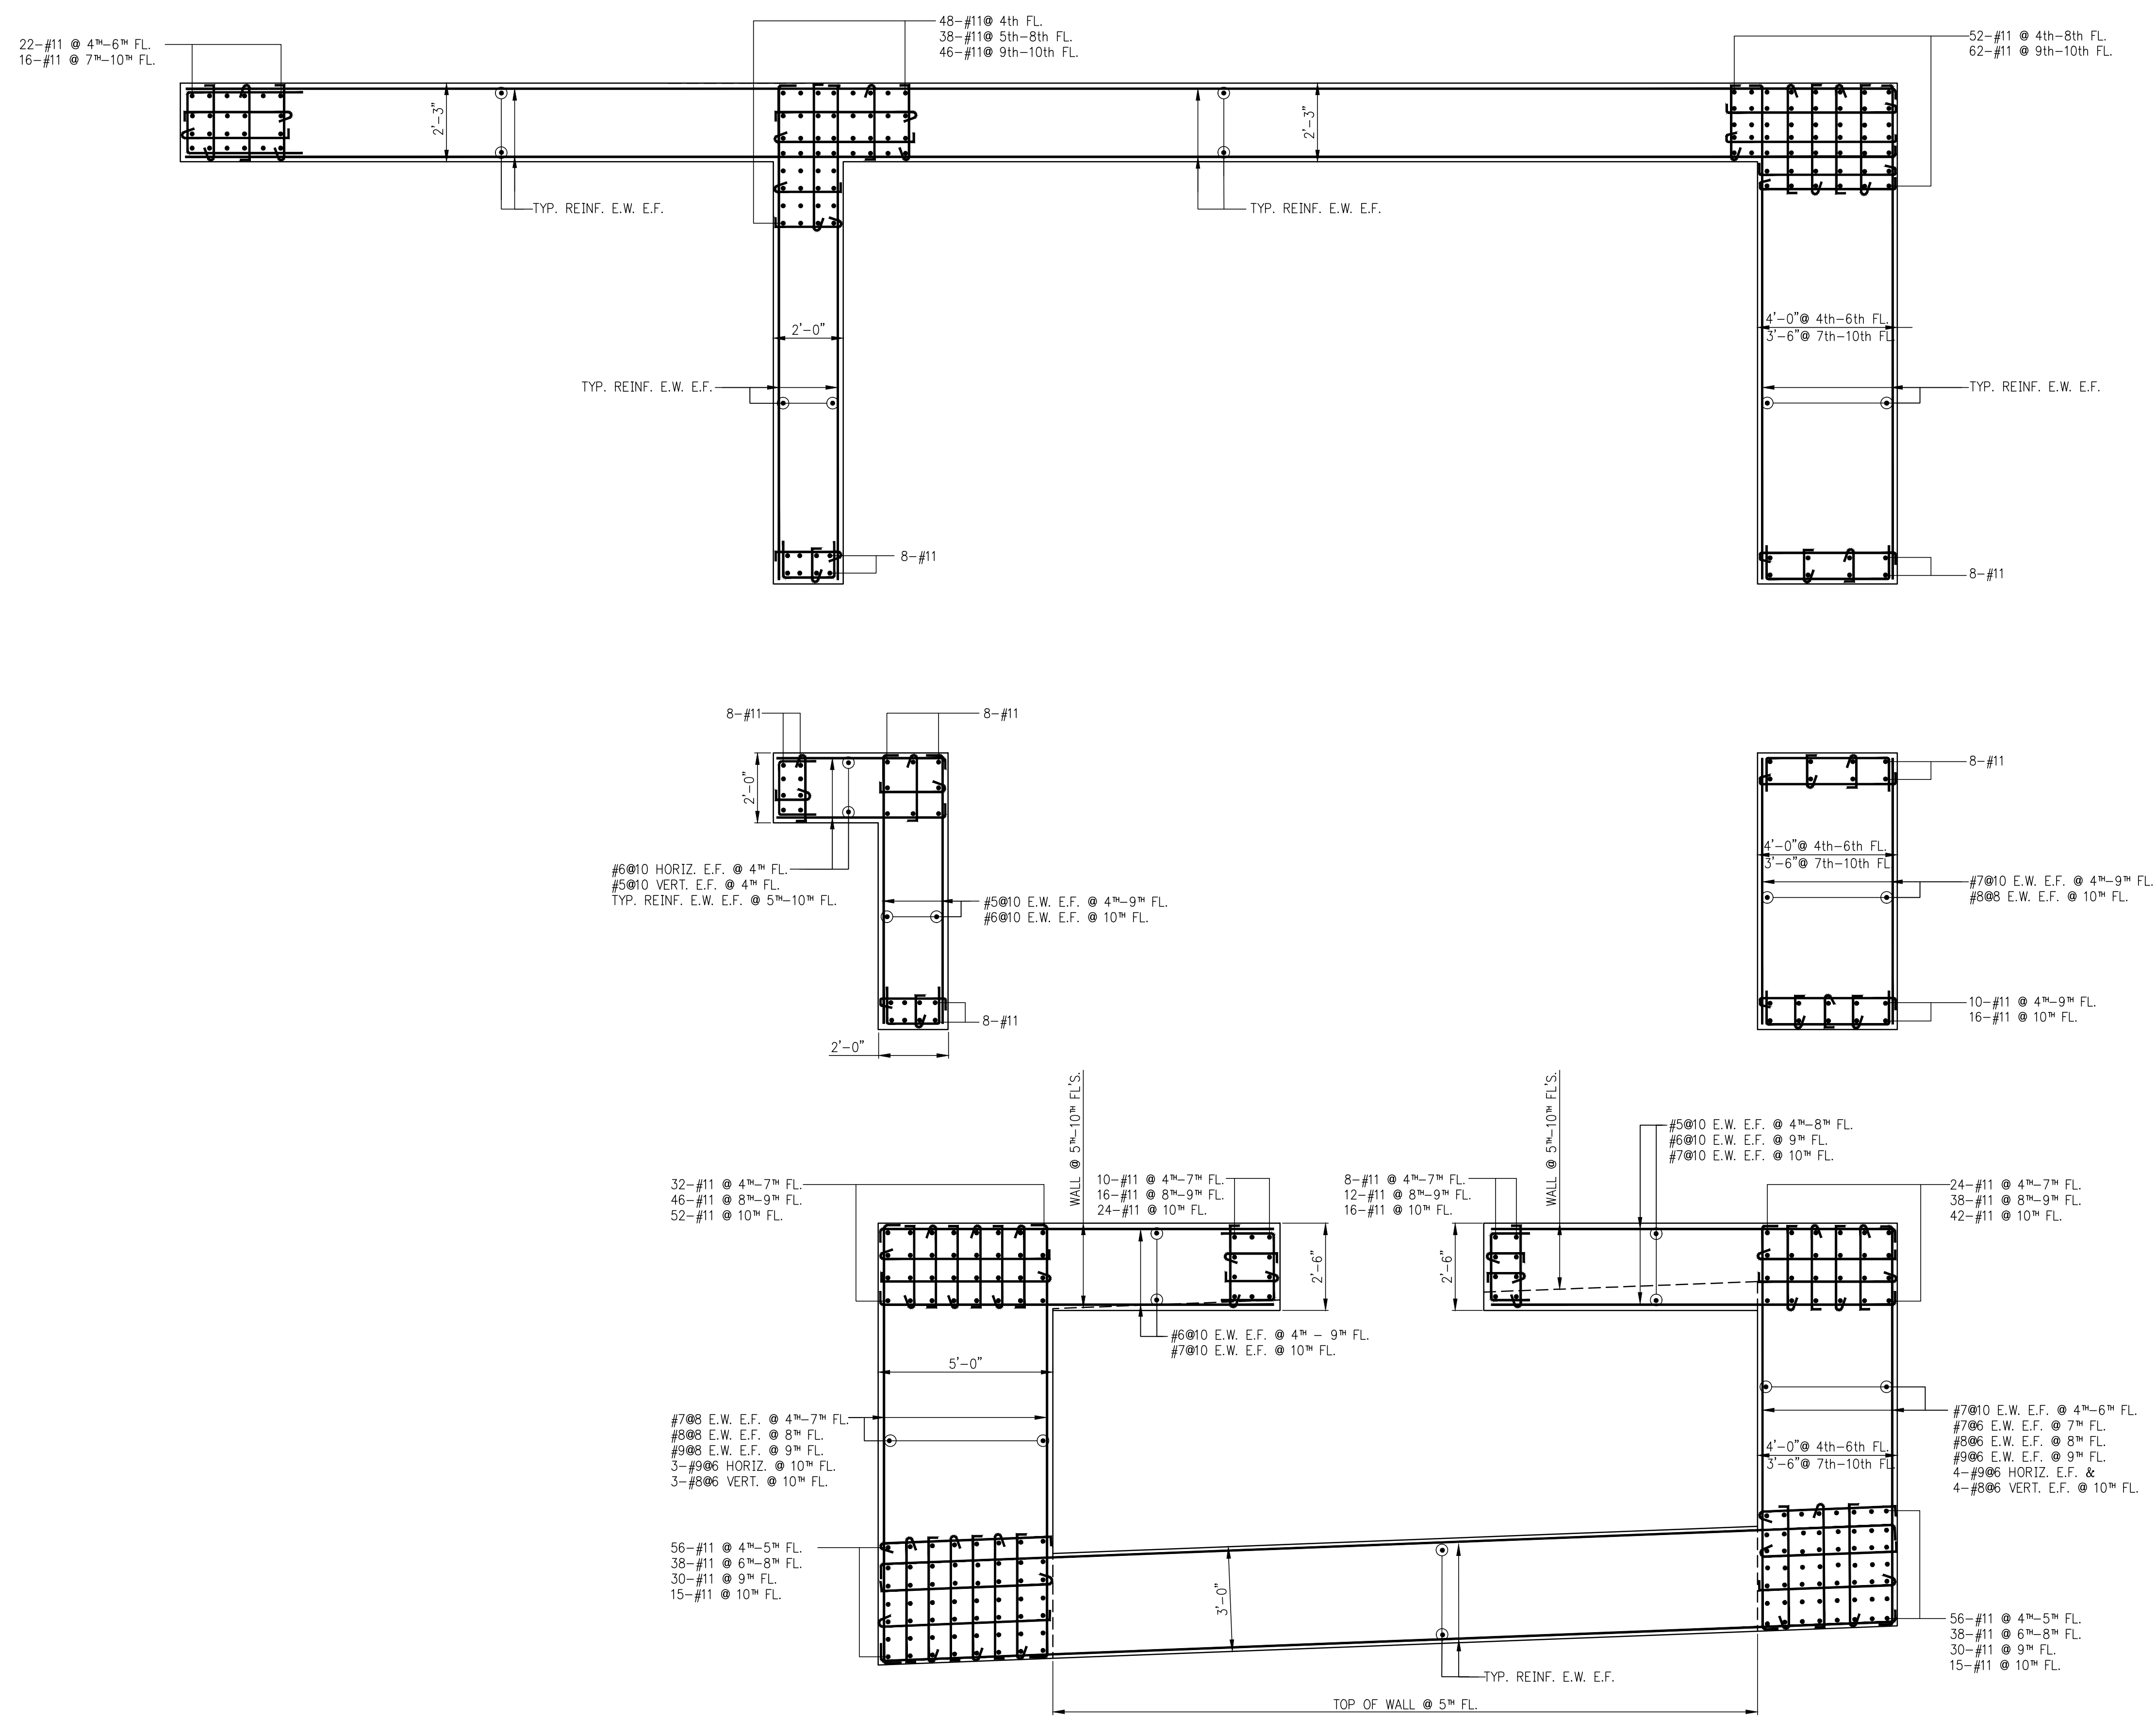 48-#11@ 4th FL.
38-#11@ 5th-8th FL.
46-#11@ 9th-10th FL.
22-#11 @ 4TH-6TH FL.
16-#11 @ 7TH-10TH FL.
52-#11 @ 4th-8th FL.
62-#11 @ 9th-10th FL.
2'-3"
2'-3"
TYP. REINF. E.W. E.F.
TYP. REINF. E.W. E.F.
2'-0"
4'-0"@ 4th-6th FL.
3'-6"@ 7th-10th FL.
TYP. REINF. E.W. E.F.
TYP. REINF. E.W. E.F.
8-#11
8-#11
8-#11
8-#11
2'-0"
8-#11
#6@10 HORIZ. E.F. @ 4TH FL.
#5@10 VERT. E.F. @ 4TH FL.
TYP. REINF. E.W. E.F. @ 5TH-10TH FL.
#5@10 E.W. E.F. @ 4TH-9TH FL.
#6@10 E.W. E.F. @ 10TH FL.
4'-0"@ 4th-6th FL.
3'-6"@ 7th-10th FL.
#7@10 E.W. E.F. @ 4TH-9TH FL.
#8@8 E.W. E.F. @ 10TH FL.
8-#11
10-#11 @ 4TH-9TH FL.
16-#11 @ 10TH FL.
2'-0"
WALL @ 5TH-10TH FL'S.
WALL @ 5TH-10TH FL'S.
#5@10 E.W. E.F. @ 4TH-8TH FL.
#6@10 E.W. E.F. @ 9TH FL.
#7@10 E.W. E.F. @ 10TH FL.
32-#11 @ 4TH-7TH FL.
46-#11 @ 8TH-9TH FL.
52-#11 @ 10TH FL.
10-#11 @ 4TH-7TH FL.
16-#11 @ 8TH-9TH FL.
24-#11 @ 10TH FL.
8-#11 @ 4TH-7TH FL.
12-#11 @ 8TH-9TH FL.
16-#11 @ 10TH FL.
24-#11 @ 4TH-7TH FL.
38-#11 @ 8TH-9TH FL.
42-#11 @ 10TH FL.
2'-6"
2'-6"
#6@10 E.W. E.F. @ 4TH - 9TH FL.
#7@10 E.W. E.F. @ 10TH FL.
5'-0"
#7@8 E.W. E.F. @ 4TH-7TH FL.
#8@8 E.W. E.F. @ 8TH FL.
#9@8 E.W. E.F. @ 9TH FL.
3-#9@6 HORIZ. @ 10TH FL.
3-#8@6 VERT. @ 10TH FL.
4'-0"@ 4th-6th FL.
3'-6"@ 7th-10th FL.
#7@10 E.W. E.F. @ 4TH-6TH FL.
#7@6 E.W. E.F. @ 7TH FL.
#8@6 E.W. E.F. @ 8TH FL.
#9@6 E.W. E.F. @ 9TH FL.
4-#9@6 HORIZ. E.F. &
4-#8@6 VERT. E.F. @ 10TH FL.
56-#11 @ 4TH-5TH FL.
38-#11 @ 6TH-8TH FL.
30-#11 @ 9TH FL.
15-#11 @ 10TH FL.
3'-0"
56-#11 @ 4TH-5TH FL.
38-#11 @ 6TH-8TH FL.
30-#11 @ 9TH FL.
15-#11 @ 10TH FL.
TYP. REINF. E.W. E.F.
TOP OF WALL @ 5TH FL.